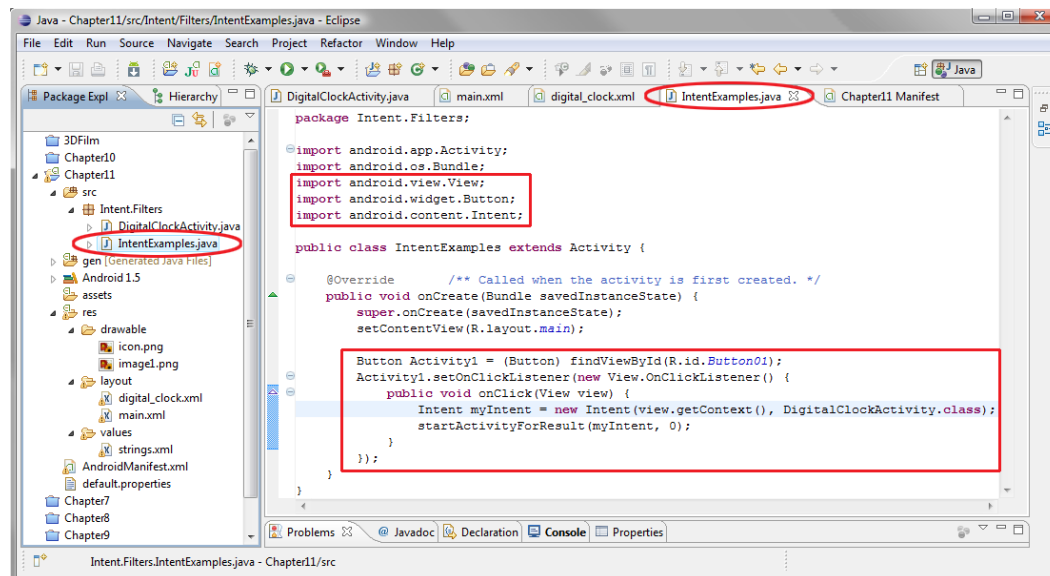 Java - Chapter11/src/Intent/Filters/IntentExamples.java - Eclipse
File Edit Run Source Navigate Search Project Refactor Window Help
Java
Package Expl Hierarchy
DigitalClockActivity.java main.xml digital_clock.xml IntentExamples.java Chapter11 Manifest
3DFilm
Chapter10
Chapter11
src
Intent.Filters
DigitalClockActivity.java
IntentExamples.java
gen [Generated Java Files]
Android 1.5
assets
res
drawable
icon.png
image1.png
layout
digital_clock.xml
main.xml
values
strings.xml
AndroidManifest.xml
default.properties
Chapter7
Chapter8
Chapter9
package Intent.Filters;
import android.app.Activity;
import android.os.Bundle;
import android.view.View;
import android.widget.Button;
import android.content.Intent;
public class IntentExamples extends Activity {
@Override /** Called when the activity is first created. */
public void onCreate(Bundle savedInstanceState) {
super.onCreate(savedInstanceState);
setContentView(R.layout.main);
Button Activity1 = (Button) findViewById(R.id.Button01);
Activity1.setOnClickListener(new View.OnClickListener() {
public void onClick(View view) {
Intent myIntent = new Intent(view.getContext(), DigitalClockActivity.class);
startActivityForResult(myIntent, 0);
}
});
}
}
Problems @ Javadoc Declaration Console Properties
Intent.Filters.IntentExamples.java - Chapter11/src